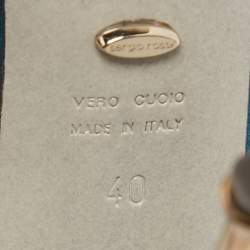 sergio rossi
VERO CUOIO
MADE IN ITALY
40